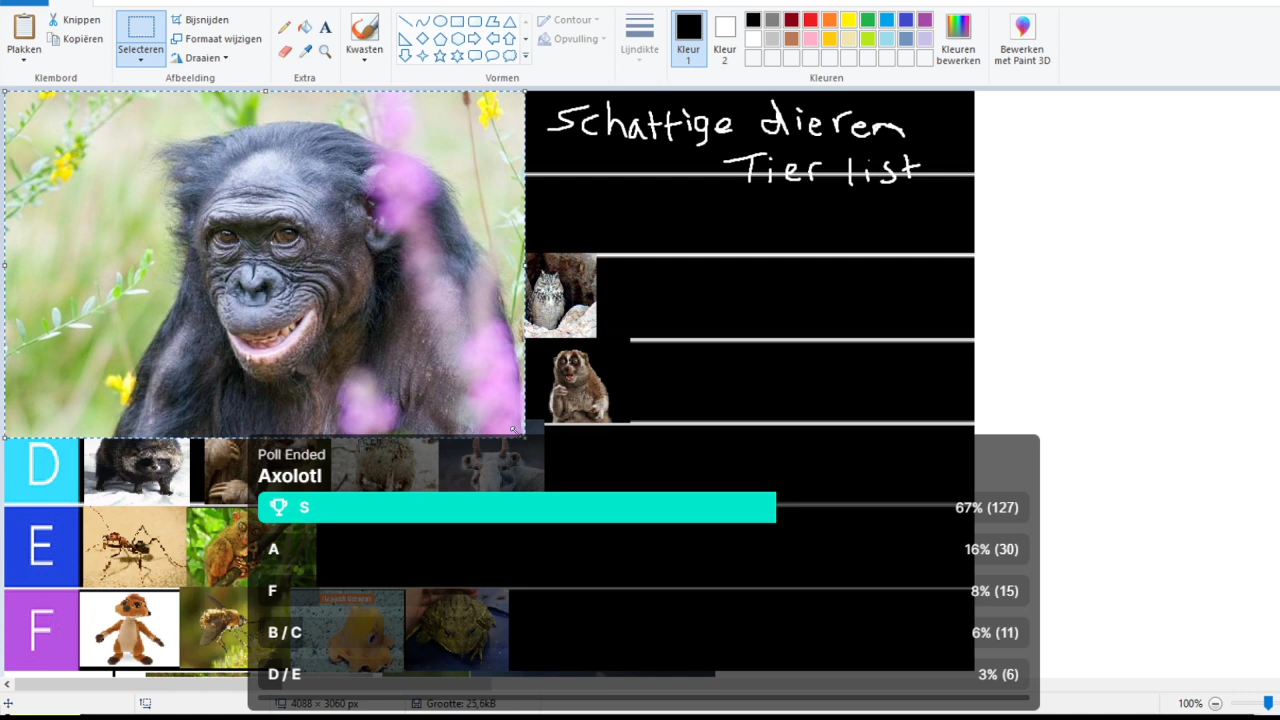 Knippen
Kopiëren
Plakken
Klembord
Selecteren
Bijsnijden
Formaat wijzigen
Draaien
Afbeelding
A
Extra
Kwasten
Vormen
Contour
Opvulling
Lijndikte
Kleur
1
Kleur
2
Kleuren
bewerken
Kleuren
Bewerken
met Paint 3D
Schattige dieren
Tier list
D
E
F
Poll Ended
Axolotl
S 67% (127)
A 16% (30)
F 8% (15)
B / C 6% (11)
D / E 3% (6)
4088 × 3060 px
Grootte: 25,6kB
100%